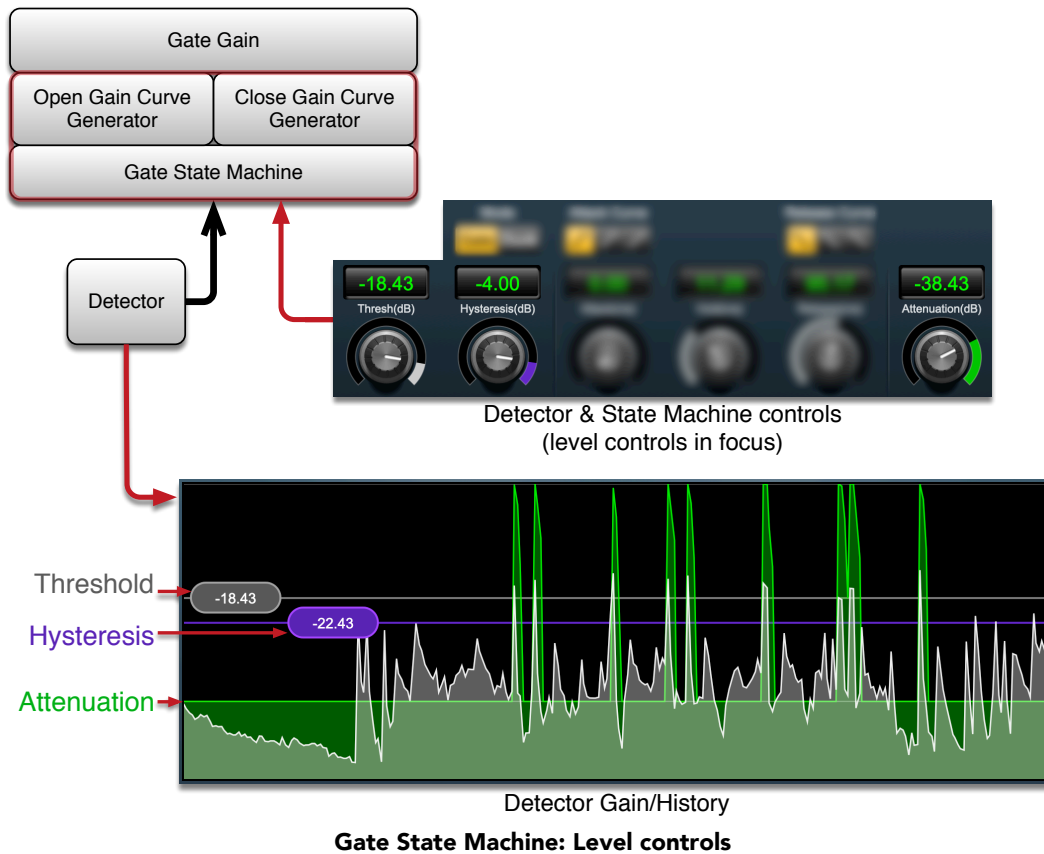 Gate Gain
Open Gain Curve
Generator
Close Gain Curve
Generator
Gate State Machine
Detector
-18.43
Thresh(dB)
-4.00
Hysteresis(dB)
-38.43
Attenuation(dB)
Detector & State Machine controls
(level controls in focus)
Threshold
-18.43
Hysteresis
-22.43
Attenuation
Detector Gain/History
Gate State Machine: Level controls